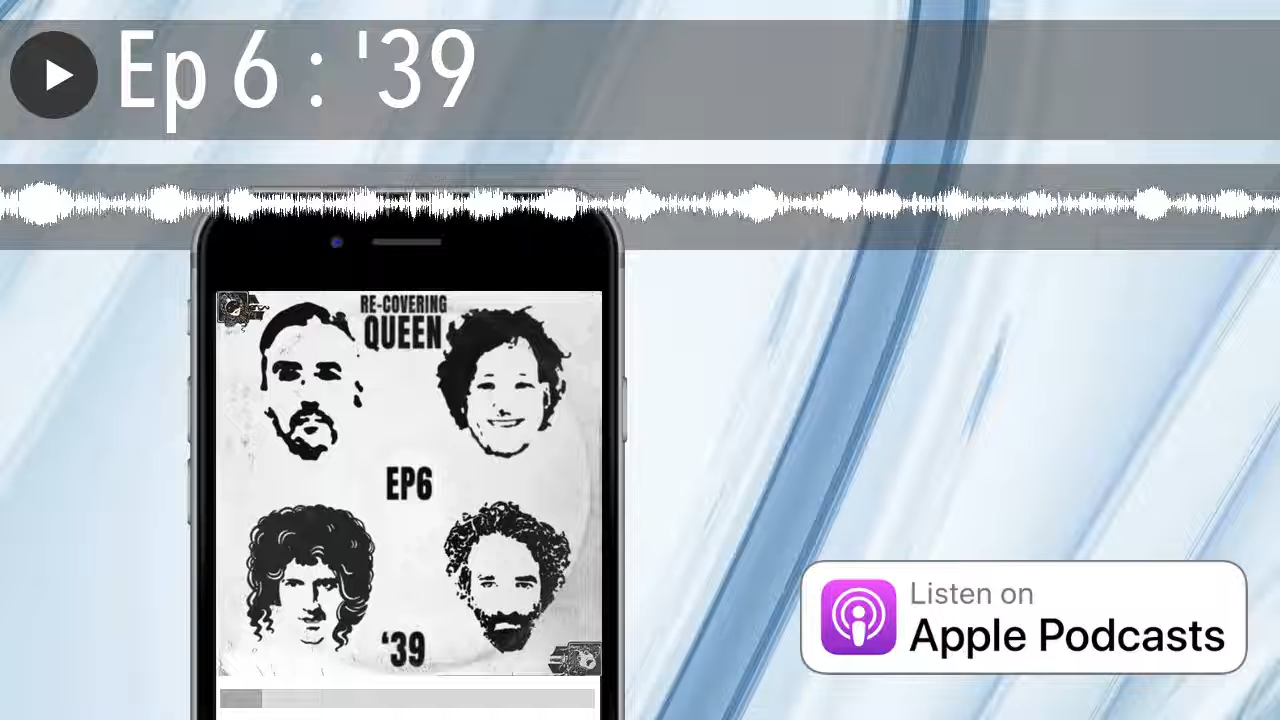 Ep 6 : '39
RE-COVERING
QUEEN
EP6
‘39
Listen on
Apple Podcasts